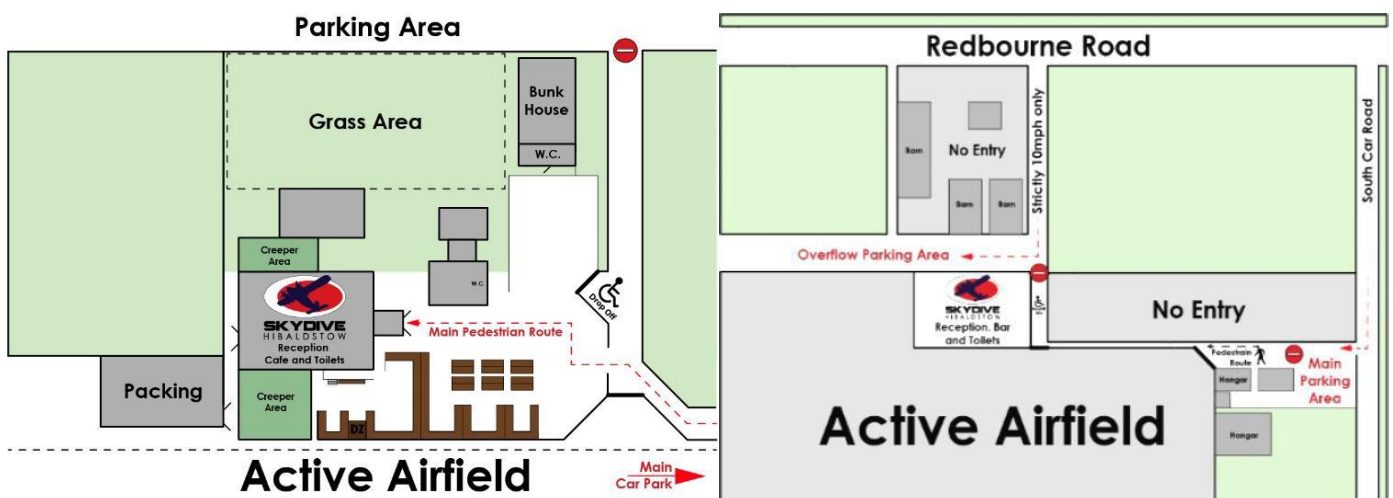 Parking Area
Bunk
House
W.C.
Grass Area
Creeper
Area
W.C.
Drop Off
SKYDIVE
HIBALDSTOW
Reception
Cafe and Toilets
Main Pedestrian Route
Packing
Creeper
Area
DZ
Active Airfield
Main
Car Park
Redbourne Road
Barn
No Entry
Barn
Barn
Strictly 10mph only
South Car Road
Overflow Parking Area
SKYDIVE
HIBALDSTOW
Reception, Bar
and Toilets
No Entry
Pedestrain
Route
Main
Parking
Area
Hangar
Hangar
Active Airfield